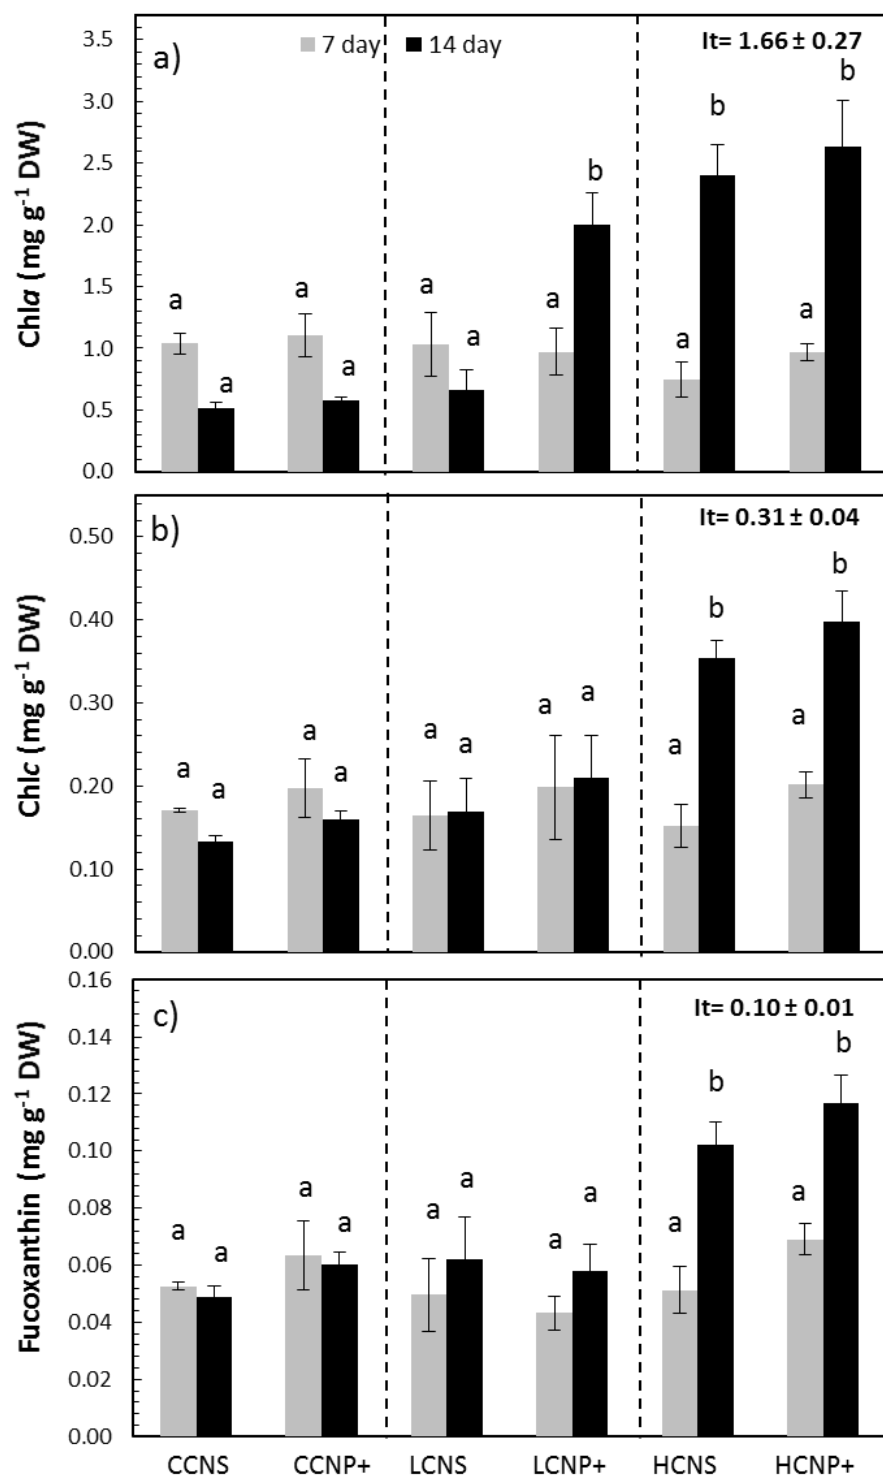 a)
7 day 14 day
It= 1.66 ± 0.27
Chla (mg g-1 DW)
3.5
3.0
2.5
2.0
1.5
1.0
0.5
0.0
a a a a a a a b a b a b
b)
It= 0.31 ± 0.04
Chlc (mg g-1 DW)
0.50
0.40
0.30
0.20
0.10
0.00
a a a a a a a a a b a b
c)
It= 0.10 ± 0.01
Fucoxanthin (mg g-1 DW)
0.16
0.14
0.12
0.10
0.08
0.06
0.04
0.02
0.00
a a a a a a a a a b a b
CCNS CCNP+ LCNS LCNP+ HCNS HCNP+